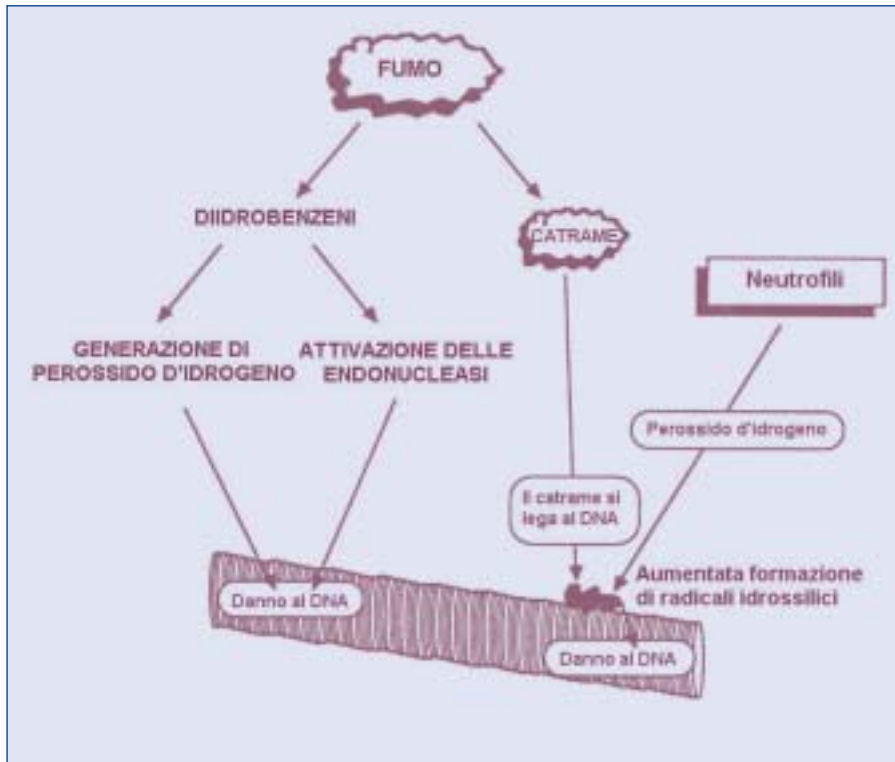 FUMO
DIIDROBENZENI
CATRAME
Neutrofili
GENERAZIONE DI
PEROSSIDO D'IDROGENO
ATTIVAZIONE DELLE
ENDONUCLEASI
Perossido d'idrogeno
Il catrame si
lega al DNA
Aumentata formazione
di radicali idrossilici
Danno al DNA
Danno al DNA